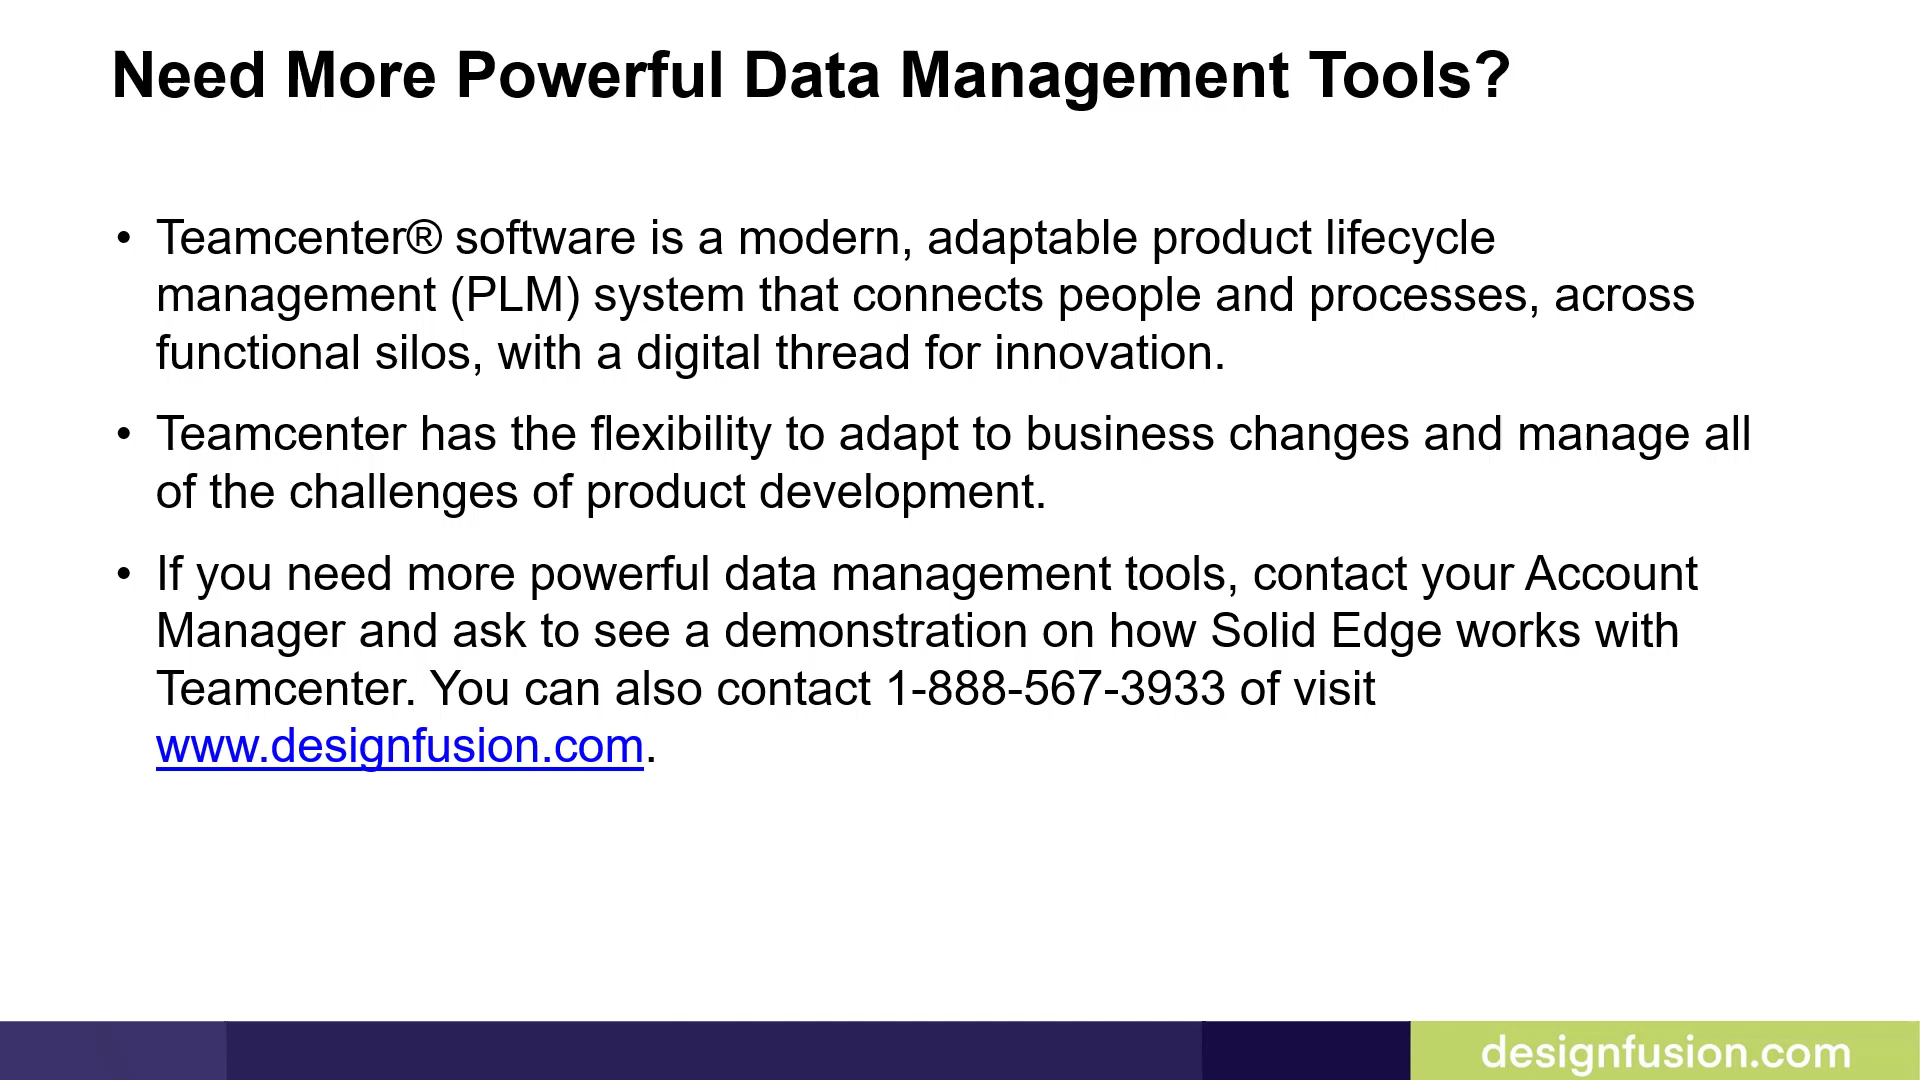 Need More Powerful Data Management Tools?
• Teamcenter® software is a modern, adaptable product lifecycle
management (PLM) system that connects people and processes, across
functional silos, with a digital thread for innovation.
• Teamcenter has the flexibility to adapt to business changes and manage all
of the challenges of product development.
• If you need more powerful data management tools, contact your Account
Manager and ask to see a demonstration on how Solid Edge works with
Teamcenter. You can also contact 1-888-567-3933 of visit
www.designfusion.com.
designfusion.com